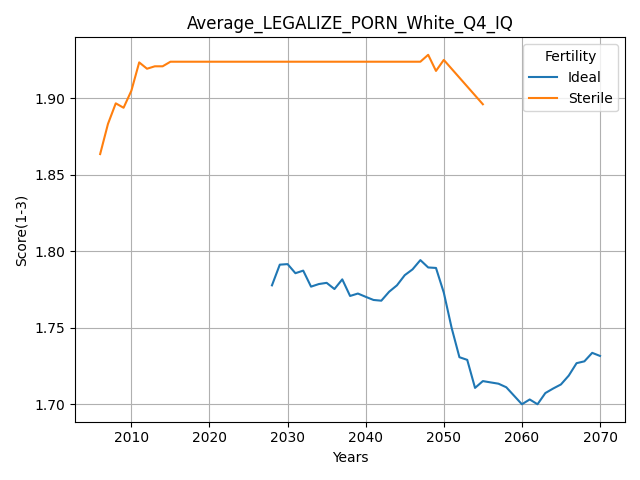 Average_LEGALIZE_PORN_White_Q4_IQ
Score(1-3)
1.90
1.85
1.80
1.75
1.70
Fertility
Ideal
Sterile
2010 2020 2030 2040 2050 2060 2070
Years